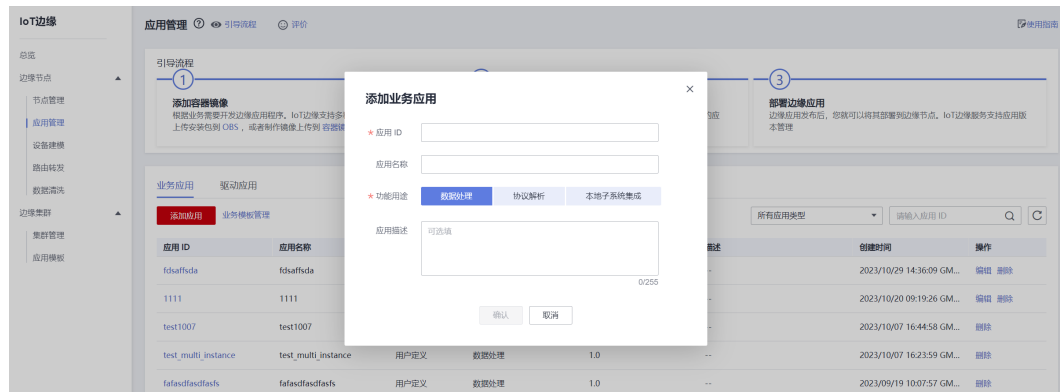 IoT边缘
总览
边缘节点
节点管理
应用管理
设备建模
路由转发
数据清洗
边缘集群
集群管理
应用模板
应用管理 引导流程 评价 使用指南
引导流程
1
添加容器镜像
根据业务需要开发边缘应用程序。IoT边缘支持多
上传安装包到 OBS ，或者制作镜像上传到 容器镜
3
部署边缘应用
边缘应用发布后，您就可以将其部署到边缘节点。IoT边缘服务支持应用版
本管理
的应
业务应用 驱动应用
添加应用 业务模板管理 所有应用类型 请输入应用 ID
应用 ID 应用名称 描述 创建时间 操作
fdsaffsda fdsaffsda -- 2023/10/29 14:36:09 GM... 编辑 删除
1111 1111 -- 2023/10/20 09:19:26 GM... 编辑 删除
test1007 test1007 -- 2023/10/07 16:44:58 GM... 删除
test_multi_instance test_multi_instance 用户定义 数据处理 1.0 -- 2023/10/07 16:23:59 GM... 删除
fafasdfasdfasfs fafasdfasdfasfs 用户定义 数据处理 1.0 -- 2023/09/19 10:07:57 GM... 删除
添加业务应用
* 应用 ID
应用名称
* 功能用途 数据处理 协议解析 本地子系统集成
应用描述 可选填
0/255
确认 取消